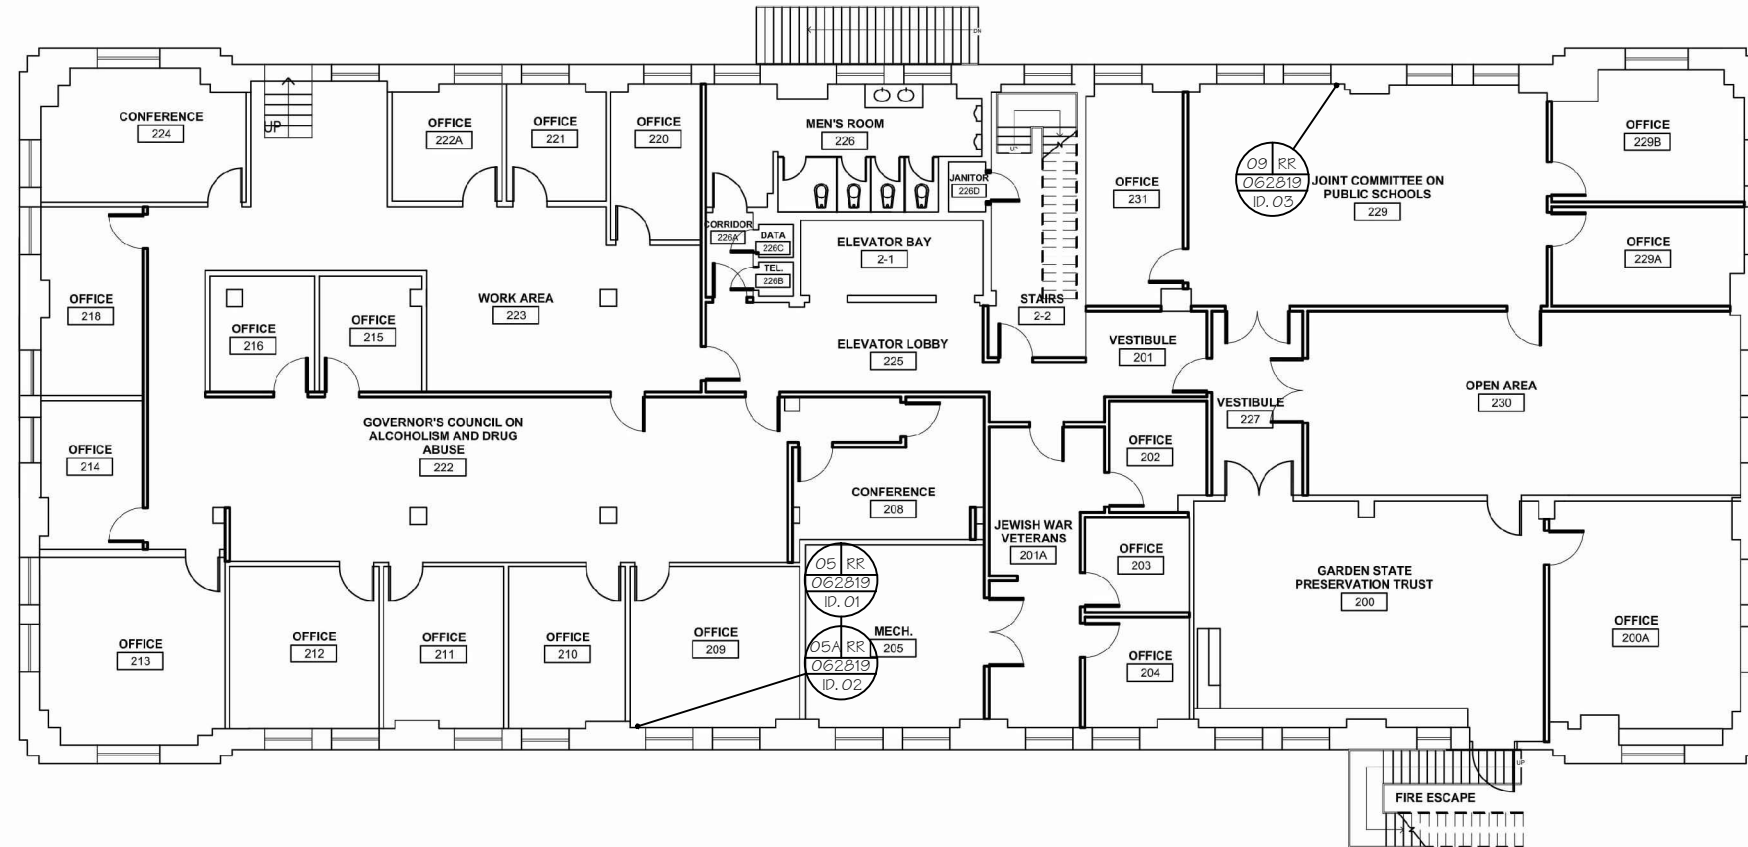 DN
CONFERENCE
224
UP
OFFICE
222A
OFFICE
221
OFFICE
220
MEN'S ROOM
226
JANITOR
226D
UP
OFFICE
231
09 RR
062819
ID. 03
JOINT COMMITTEE ON
PUBLIC SCHOOLS
229
OFFICE
229B
OFFICE
229A
CORRIDOR
226A
DATA
226C
TEL.
226B
ELEVATOR BAY
2-1
OFFICE
218
OFFICE
216
OFFICE
215
WORK AREA
223
STAIRS
2-2
ELEVATOR LOBBY
225
VESTIBULE
201
VESTIBULE
227
OPEN AREA
230
GOVERNOR'S COUNCIL ON
ALCOHOLISM AND DRUG
ABUSE
222
OFFICE
214
OFFICE
202
CONFERENCE
208
JEWISH WAR
VETERANS
201A
OFFICE
203
GARDEN STATE
PRESERVATION TRUST
200
05 RR
062819
ID. 01
OFFICE
213
OFFICE
212
OFFICE
211
OFFICE
210
OFFICE
209
MECH.
205
05A RR
062819
ID. 02
OFFICE
204
OFFICE
200A
UP
FIRE ESCAPE